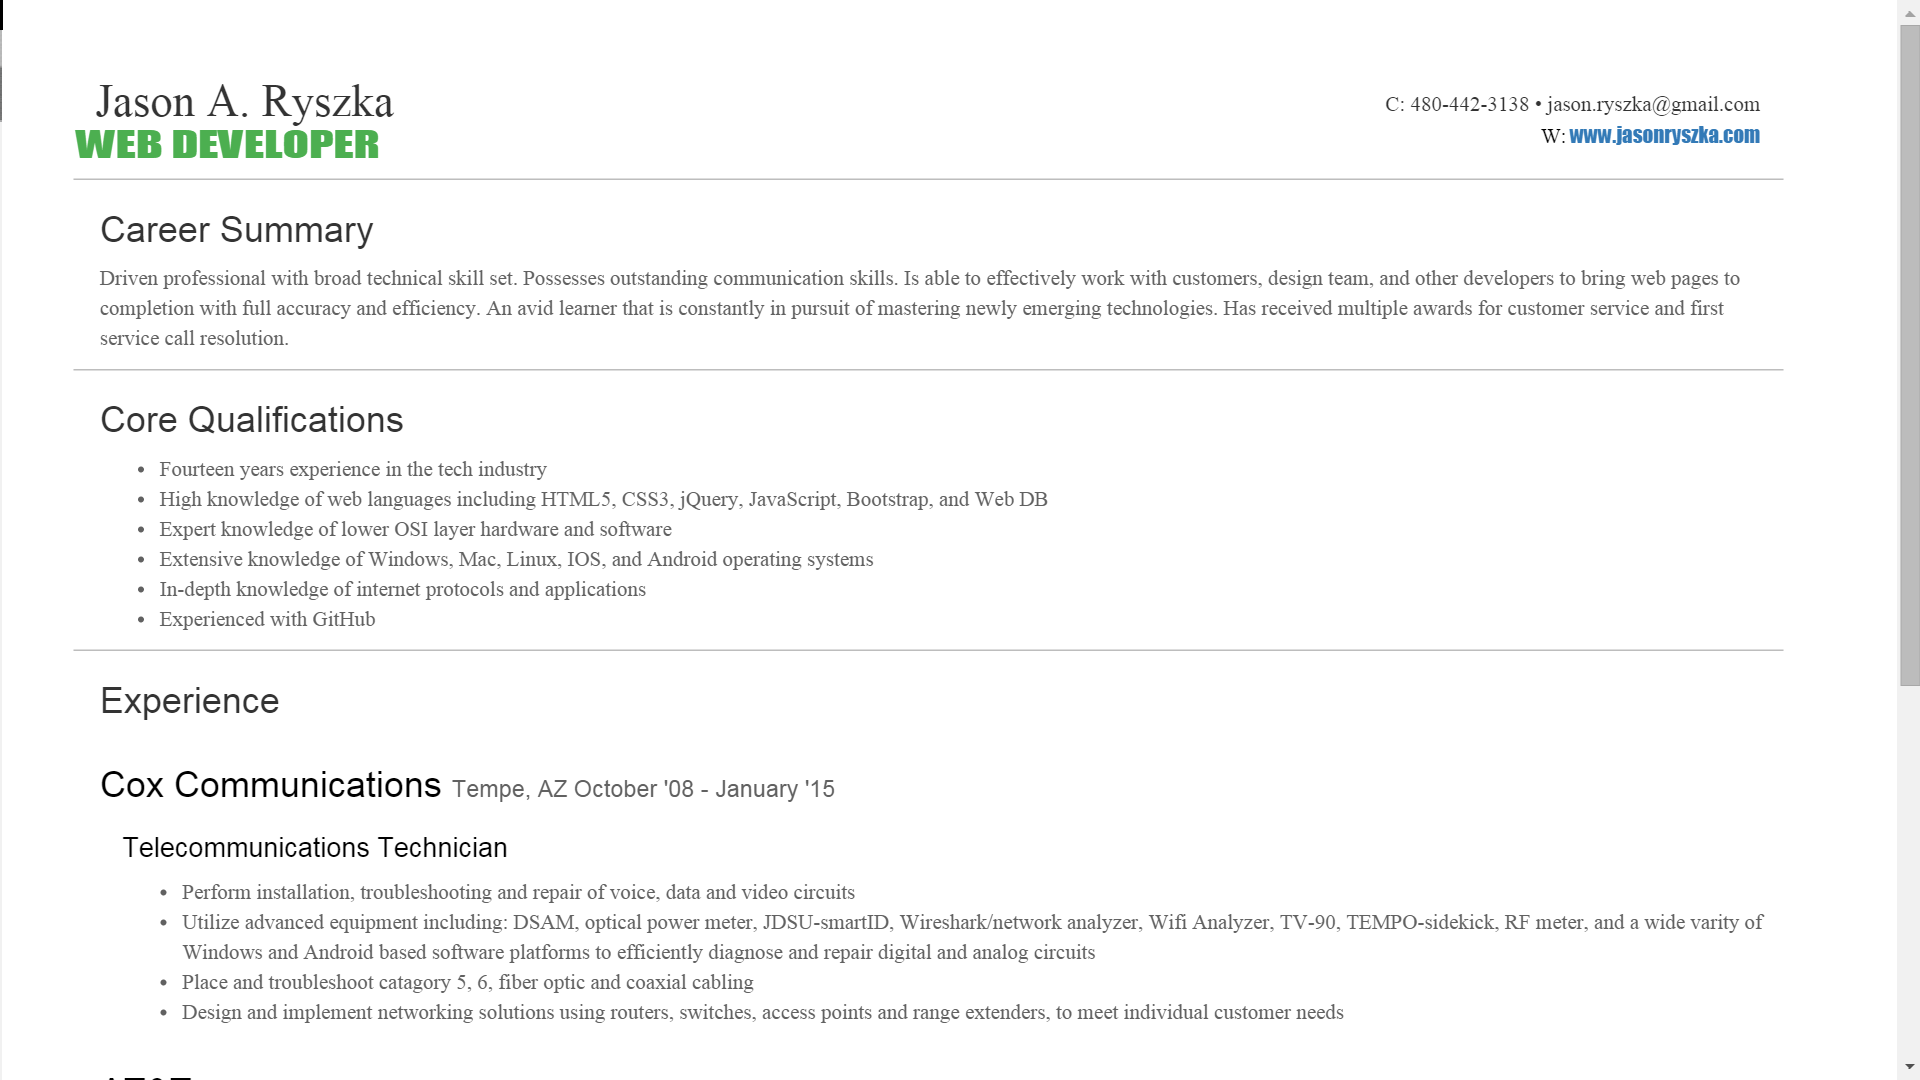 Jason A. Ryszka
WEB DEVELOPER
C: 480-442-3138 • jason.ryszka@gmail.com
W: www.jasonryszka.com
Career Summary
Driven professional with broad technical skill set. Possesses outstanding communication skills. Is able to effectively work with customers, design team, and other developers to bring web pages to
completion with full accuracy and efficiency. An avid learner that is constantly in pursuit of mastering newly emerging technologies. Has received multiple awards for customer service and first
service call resolution.
Core Qualifications
• Fourteen years experience in the tech industry
• High knowledge of web languages including HTML5, CSS3, jQuery, JavaScript, Bootstrap, and Web DB
• Expert knowledge of lower OSI layer hardware and software
• Extensive knowledge of Windows, Mac, Linux, IOS, and Android operating systems
• In-depth knowledge of internet protocols and applications
• Experienced with GitHub
Experience
Cox Communications Tempe, AZ October '08 - January '15
Telecommunications Technician
• Perform installation, troubleshooting and repair of voice, data and video circuits
• Utilize advanced equipment including: DSAM, optical power meter, JDSU-smartID, Wireshark/network analyzer, Wifi Analyzer, TV-90, TEMPO-sidekick, RF meter, and a wide varity of
Windows and Android based software platforms to efficiently diagnose and repair digital and analog circuits
• Place and troubleshoot catagory 5, 6, fiber optic and coaxial cabling
• Design and implement networking solutions using routers, switches, access points and range extenders, to meet individual customer needs